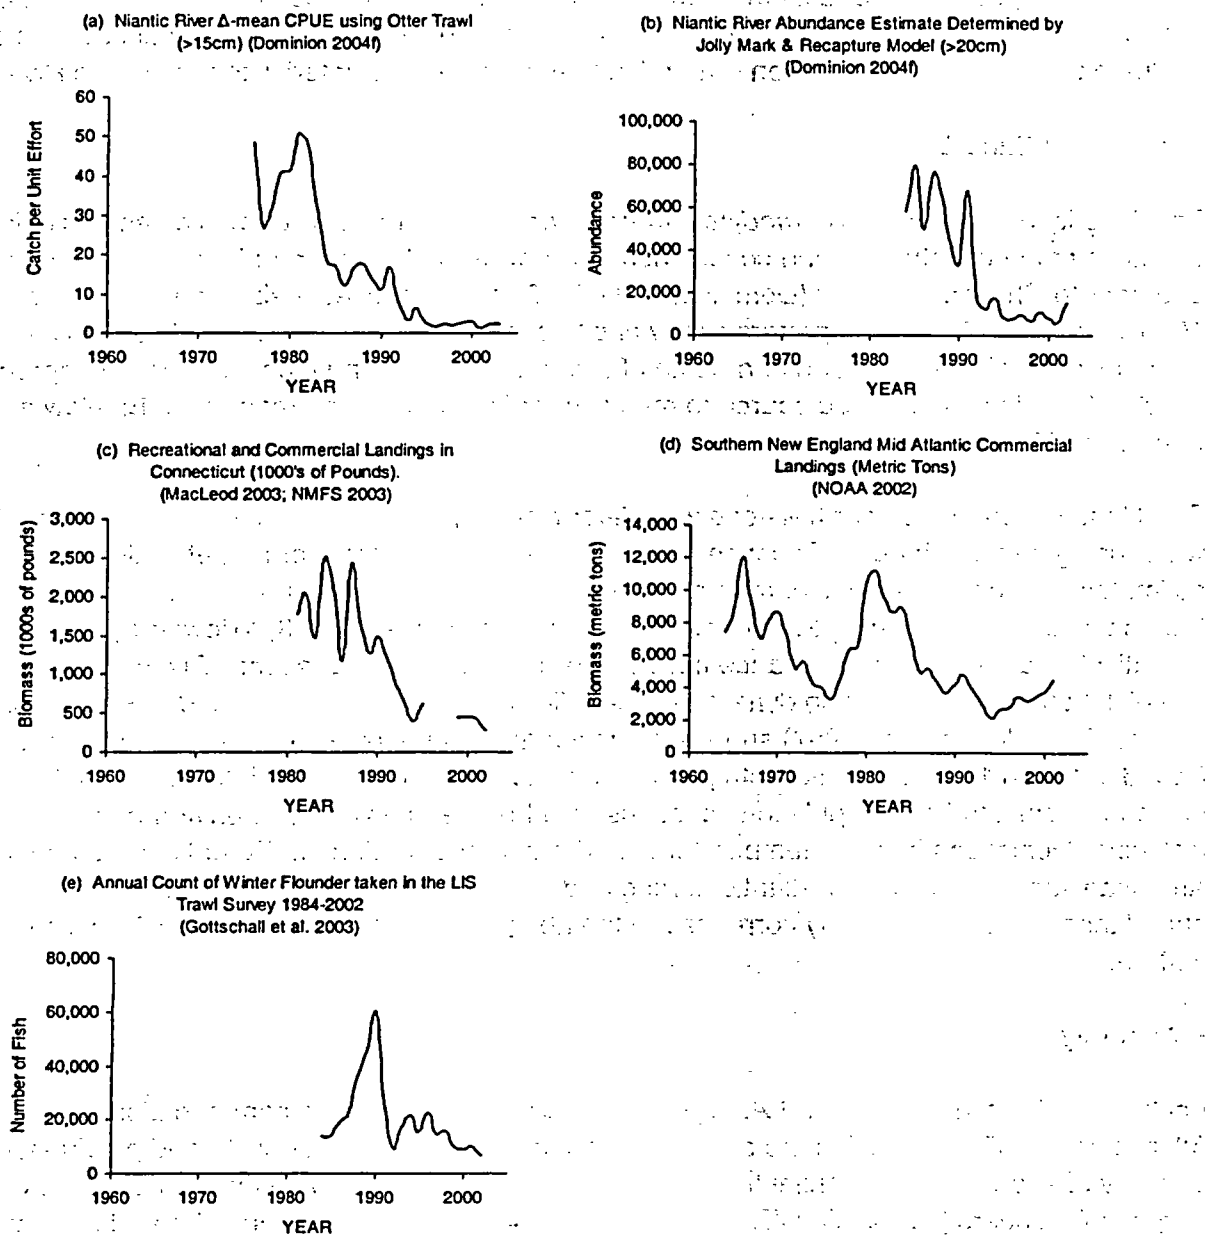 (a) Niantic River Δ-mean CPUE using Otter Trawl
(>15cm) (Dominion 2004f)
60
50
40
30
20
10
0
Catch per Unit Effort
1960 1970 1980 1990 2000
YEAR
(b) Niantic River Abundance Estimate Determined by
Jolly Mark & Recapture Model (>20cm)
(Dominion 2004f)
100,000
80,000
60,000
40,000
20,000
0
Abundance
1960 1970 1980 1990 2000
YEAR
(c) Recreational and Commercial Landings in
Connecticut (1000's of Pounds).
(MacLeod 2003; NMFS 2003)
3,000
2,500
2,000
1,500
1,000
500
0
Biomass (1000s of pounds)
1960 1970 1980 1990 2000
YEAR
(d) Southern New England Mid Atlantic Commercial
Landings (Metric Tons)
(NOAA 2002)
14,000
12,000
10,000
8,000
6,000
4,000
2,000
0
Biomass (metric tons)
1960 1970 1980 1990 2000
YEAR
(e) Annual Count of Winter Flounder taken in the LIS
Trawl Survey 1984-2002
(Gottschall et al. 2003)
80,000
60,000
40,000
20,000
0
Number of Fish
1960 1970 1980 1990 2000
YEAR